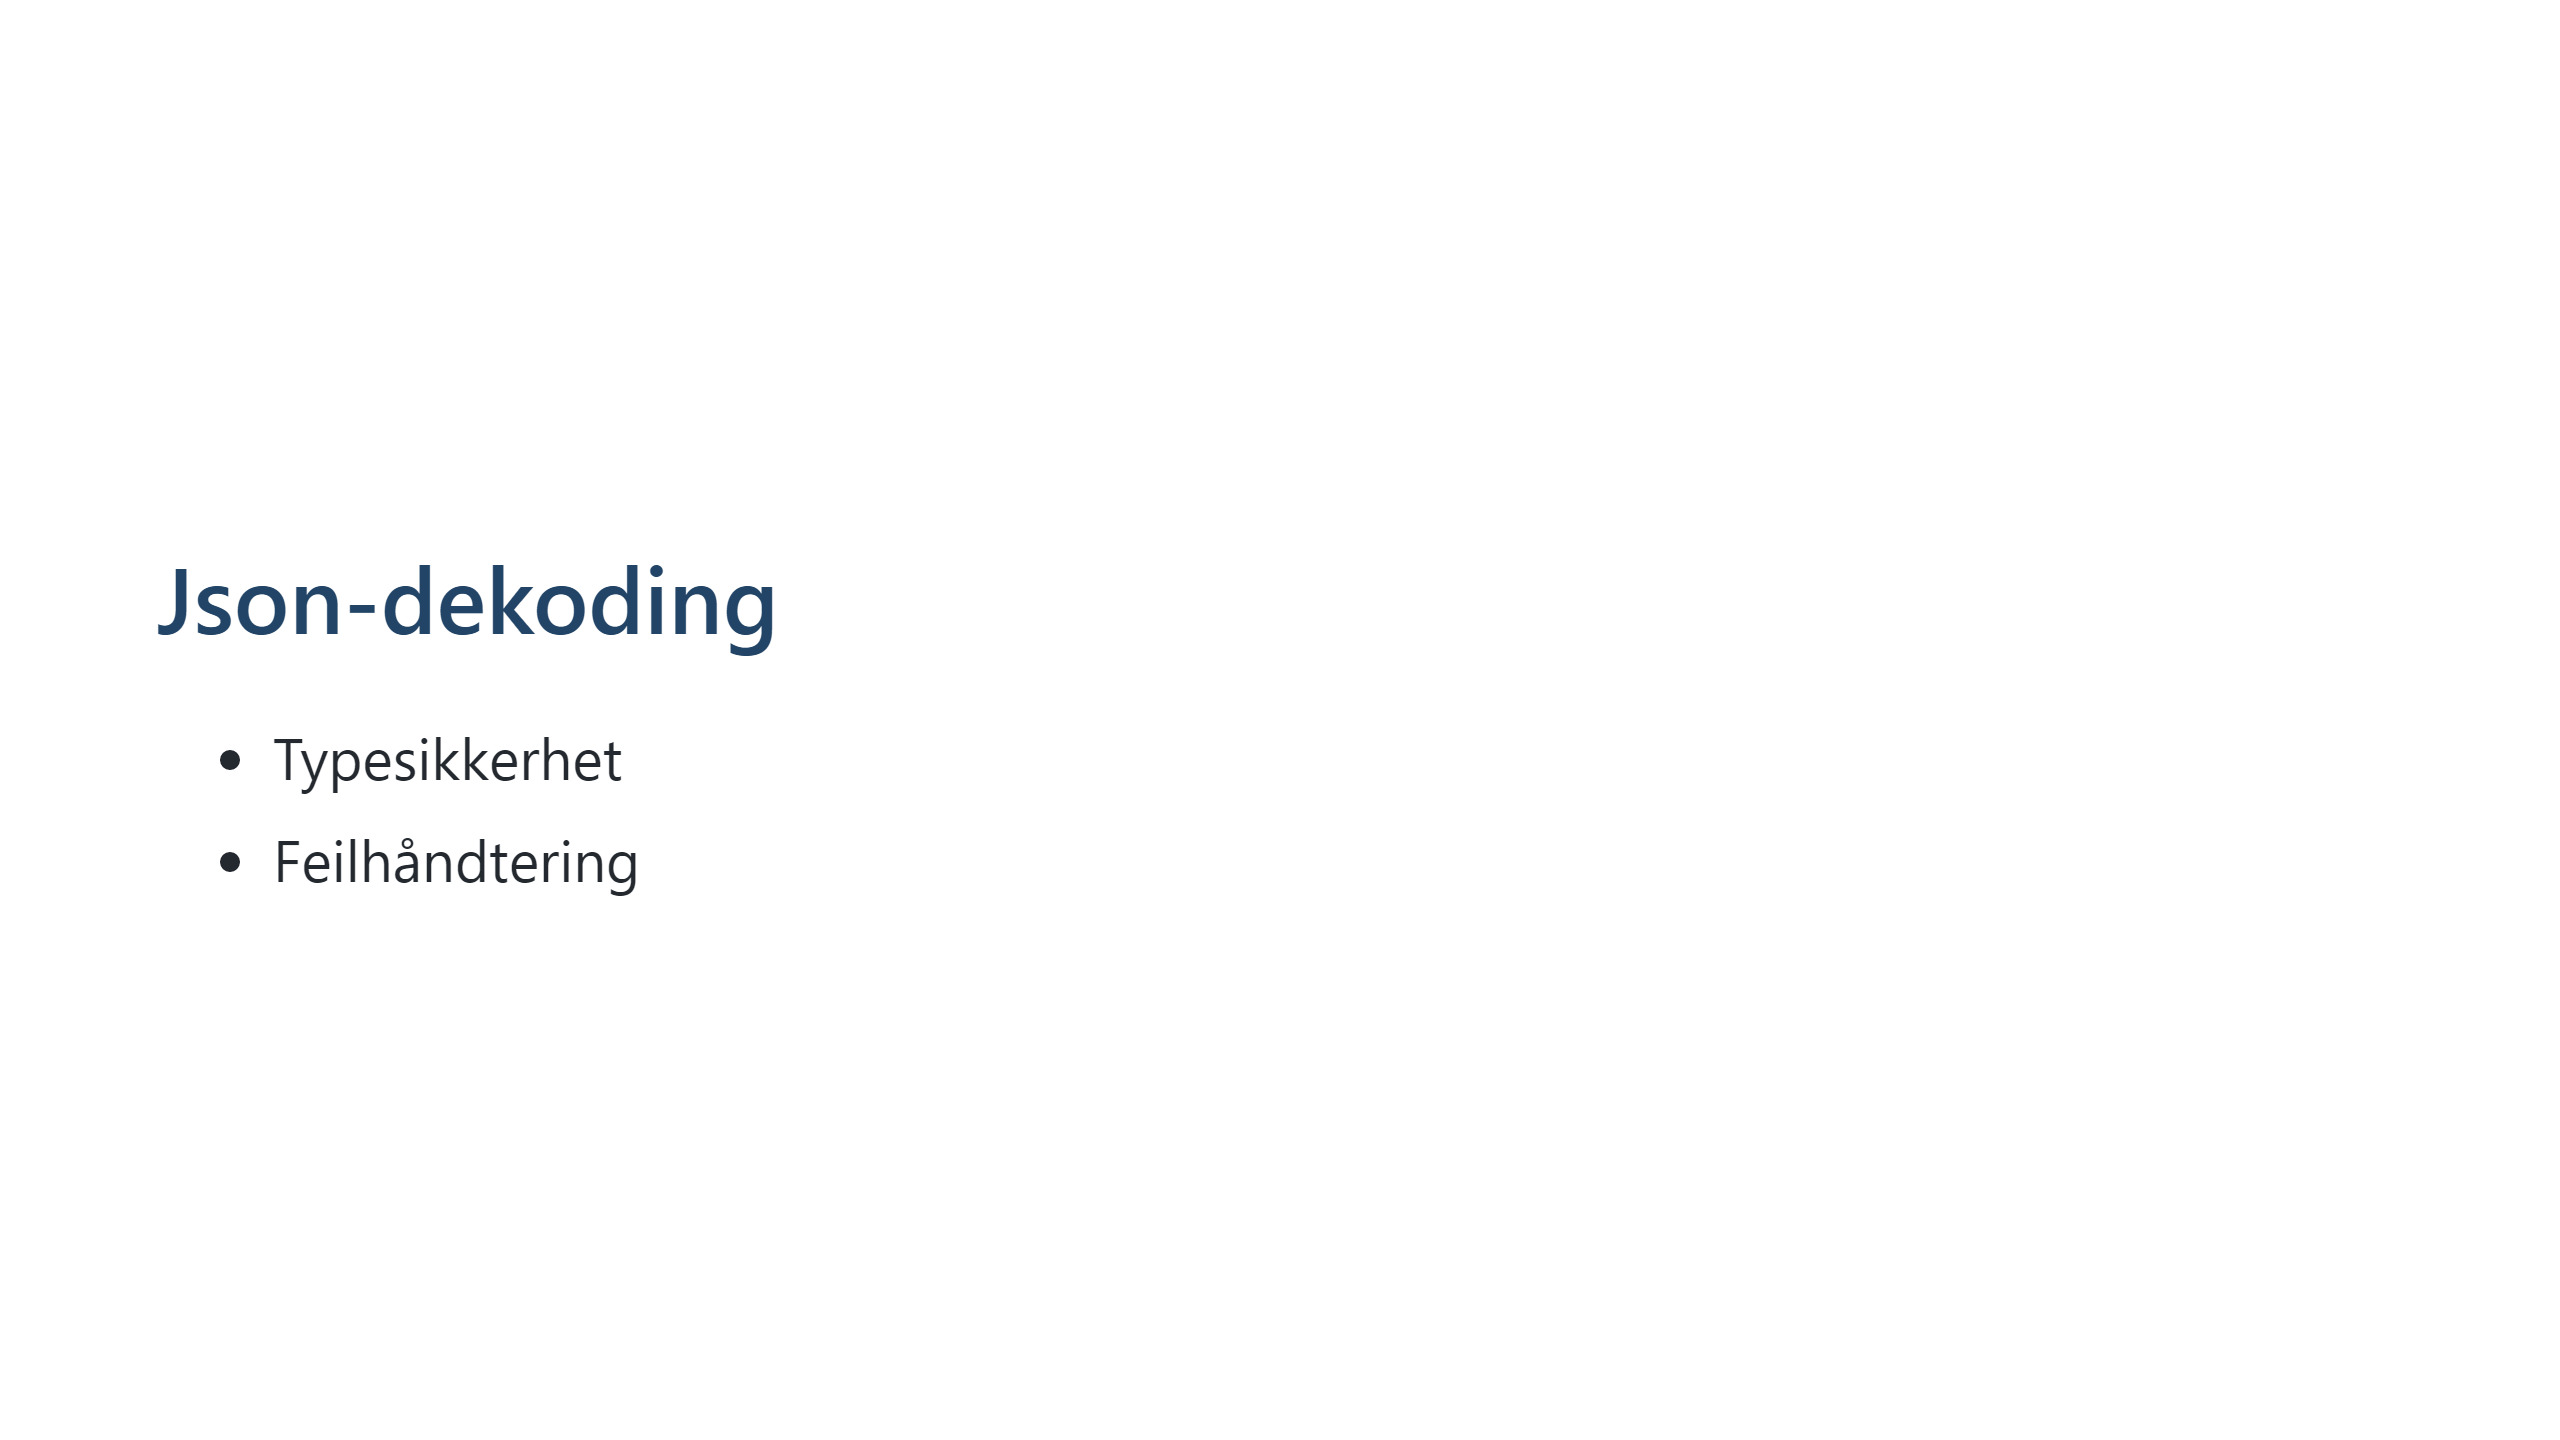 Json-dekoding
Typesikkerhet
Feilhåndtering